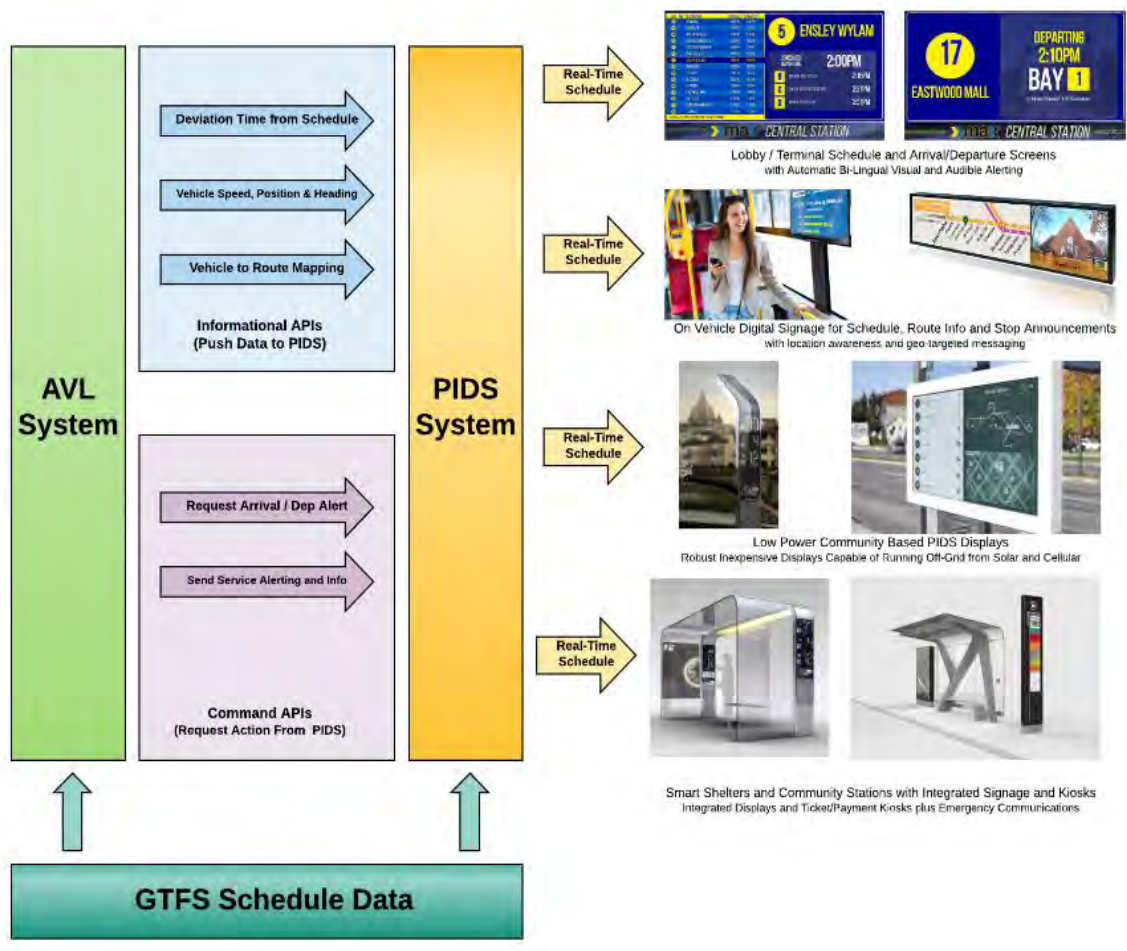 AVL
System
Deviation Time from Schedule
Vehicle Speed, Position & Heading
Vehicle to Route Mapping
Informational APIs
(Push Data to PIDS)
Request Arrival / Dep Alert
Send Service Alerting and Info
Command APIs
(Request Action From PIDS)
PIDS
System
GTFS Schedule Data
Real-Time
Schedule
5 ENSLEY WYLAM
2:00PM
CENTRAL STATION
17
EASTWOOD MALL
DEPARTING
2:10PM
BAY 1
CENTRAL STATION
Lobby / Terminal Schedule and Arrival/Departure Screens
with Automatic Bi-Lingual Visual and Audible Alerting
Real-Time
Schedule
On Vehicle Digital Signage for Schedule, Route Info and Stop Announcements
with location awareness and geo-targeted messaging
Real-Time
Schedule
Low Power Community Based PIDS Displays
Robust Inexpensive Displays Capable of Running Off-Grid from Solar and Cellular
Real-Time
Schedule
Smart Shelters and Community Stations with Integrated Signage and Kiosks
Integrated Displays and Ticket/Payment Kiosks plus Emergency Communications